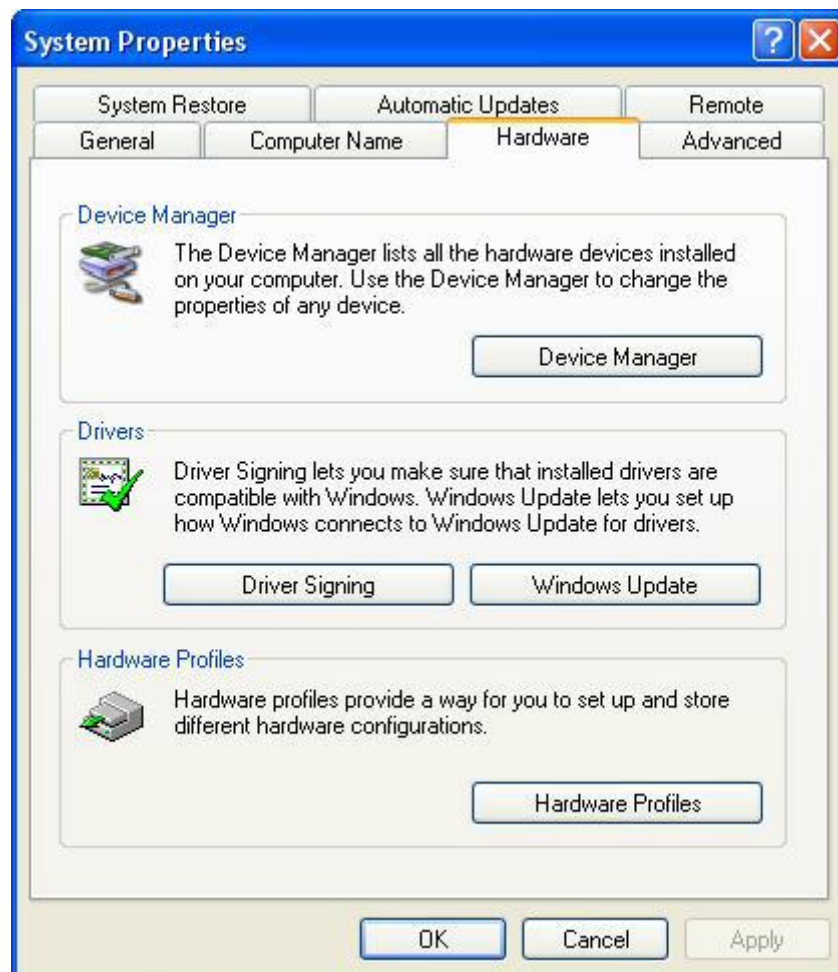 System Properties
System Restore Automatic Updates Remote
General Computer Name Hardware Advanced
Device Manager
The Device Manager lists all the hardware devices installed
on your computer. Use the Device Manager to change the
properties of any device.
Device Manager
Drivers
Driver Signing lets you make sure that installed drivers are
compatible with Windows. Windows Update lets you set up
how Windows connects to Windows Update for drivers.
Driver Signing Windows Update
Hardware Profiles
Hardware profiles provide a way for you to set up and store
different hardware configurations.
Hardware Profiles
OK Cancel Apply